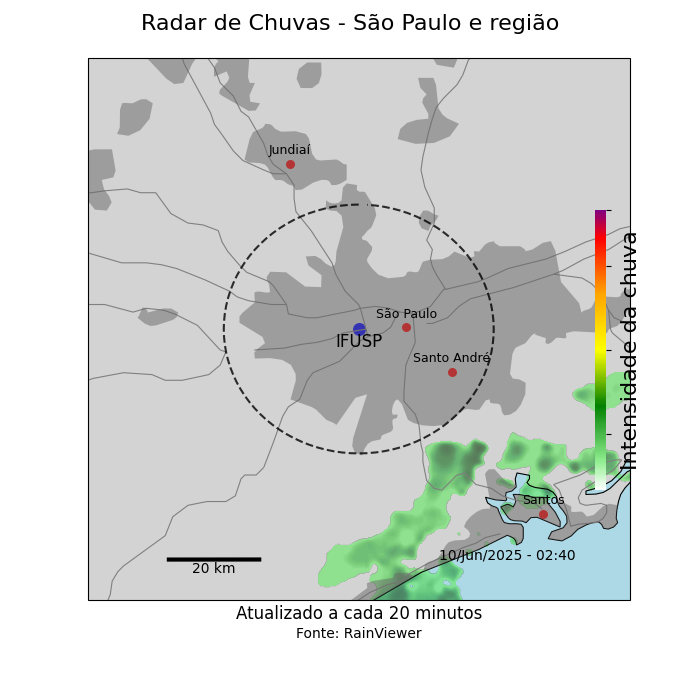 Radar de Chuvas - São Paulo e região
Jundiaí
São Paulo
IFUSP
Santo André
Intensidade da chuva
Santos
10/Jun/2025 - 02:40
20 km
Atualizado a cada 20 minutos
Fonte: RainViewer